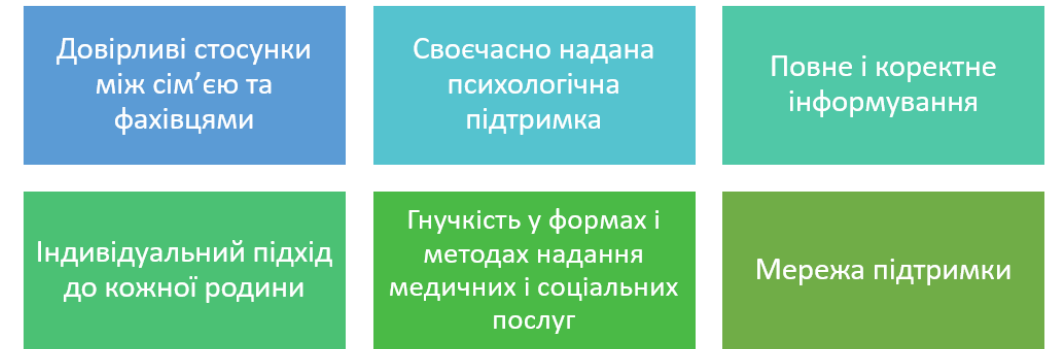 Довірливі стосунки
між сім’єю та
фахівцями
Своєчасно надана
психологічна
підтримка
Повне і коректне
інформування
Індивідуальний підхід
до кожної родини
Гнучкість у формах і
методах надання
медичних і соціальних
послуг
Мережа підтримки